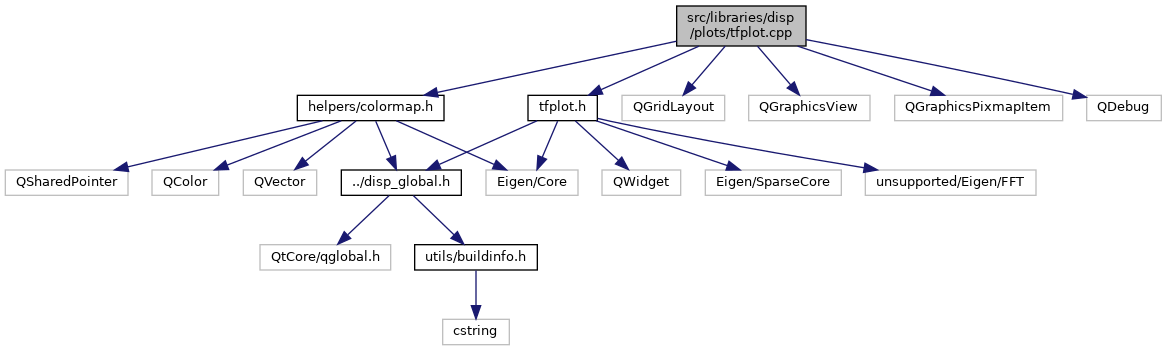 src/libraries/disp
/plots/tfplot.cpp
helpers/colormap.h
tfplot.h
QGridLayout
QGraphicsView
QGraphicsPixmapItem
QDebug
QSharedPointer
QColor
QVector
../disp_global.h
Eigen/Core
QWidget
Eigen/SparseCore
unsupported/Eigen/FFT
QtCore/qglobal.h
utils/buildinfo.h
cstring